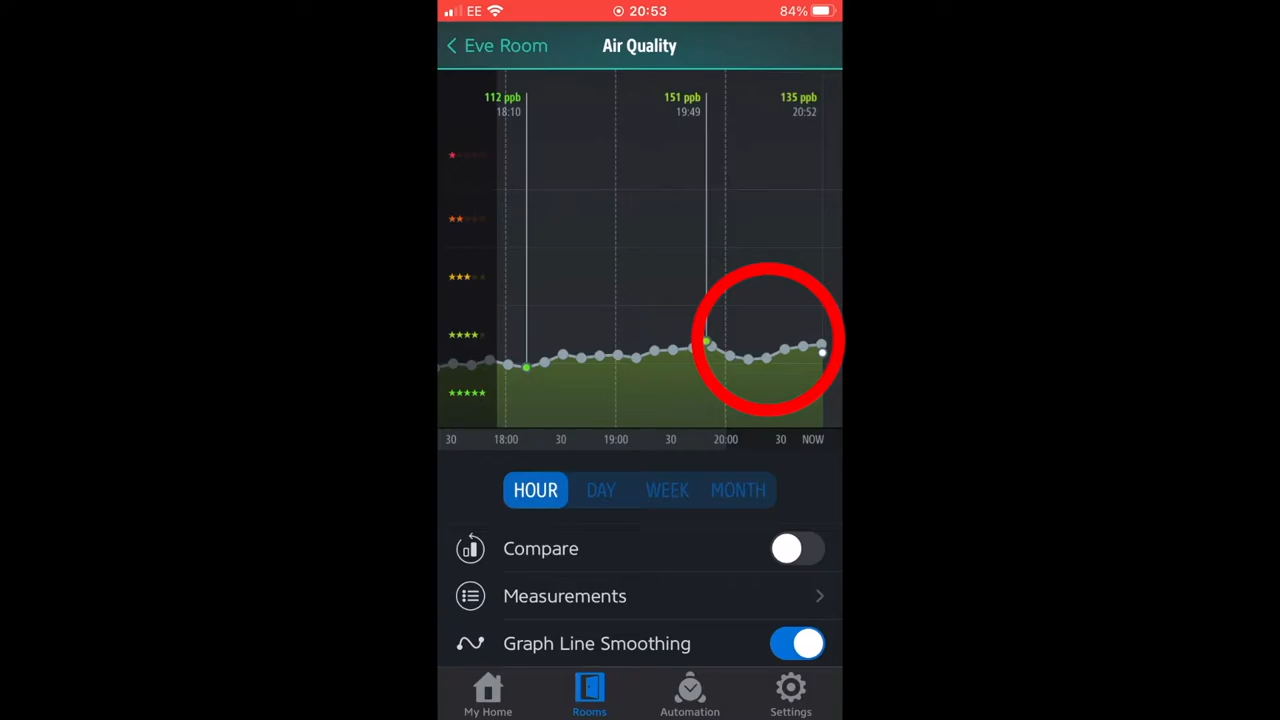 EE 20:53 84%
Eve Room Air Quality
112 ppb 151 ppb 135 ppb
18:10 19:49 20:52
30 18:00 30 19:00 30 20:00 30 NOW
HOUR DAY WEEK MONTH
Compare
Measurements
Graph Line Smoothing
My Home Rooms Automation Settings